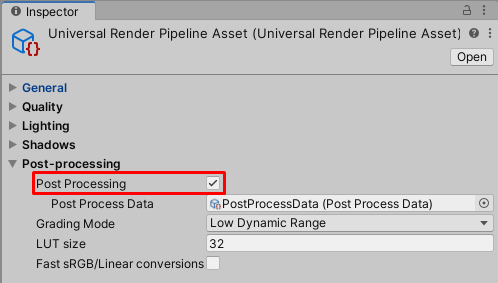 Inspector
Universal Render Pipeline Asset (Universal Render Pipeline Asset)
Open
General
Quality
Lighting
Shadows
Post-processing
Post Processing
Post Process Data PostProcessData (Post Process Data)
Grading Mode Low Dynamic Range
LUT size 32
Fast sRGB/Linear conversions